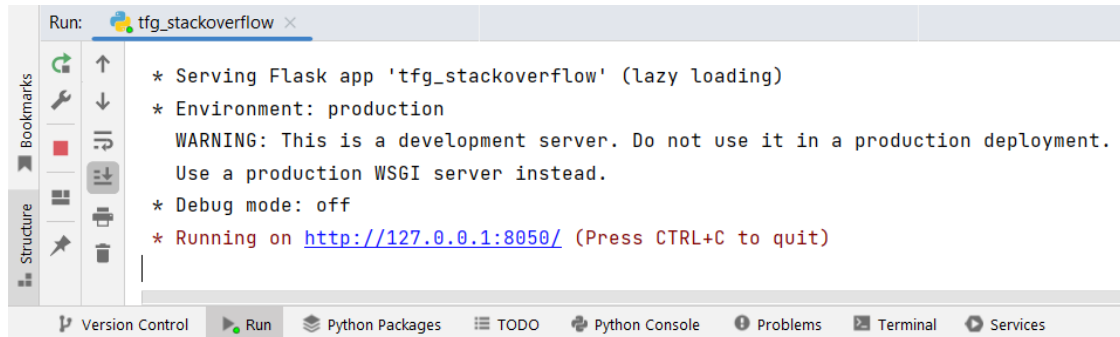 Run: tfg_stackoverflow
* Serving Flask app 'tfg_stackoverflow' (lazy loading)
* Environment: production
WARNING: This is a development server. Do not use it in a production deployment.
Use a production WSGI server instead.
* Debug mode: off
* Running on http://127.0.0.1:8050/ (Press CTRL+C to quit)
Bookmarks
Structure
Version Control Run Python Packages TODO Python Console Problems Terminal Services